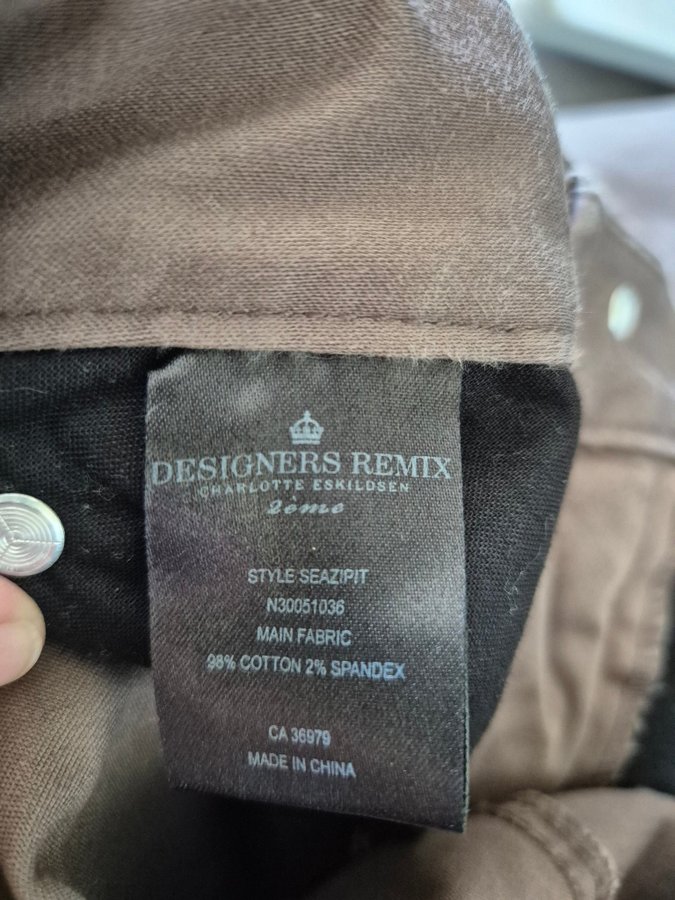 DESIGNERS REMIX
CHARLOTTE ESKILDSEN
2ème
STYLE SEAZIPIT
N30051036
MAIN FABRIC
98% COTTON 2% SPANDEX
CA 36979
MADE IN CHINA